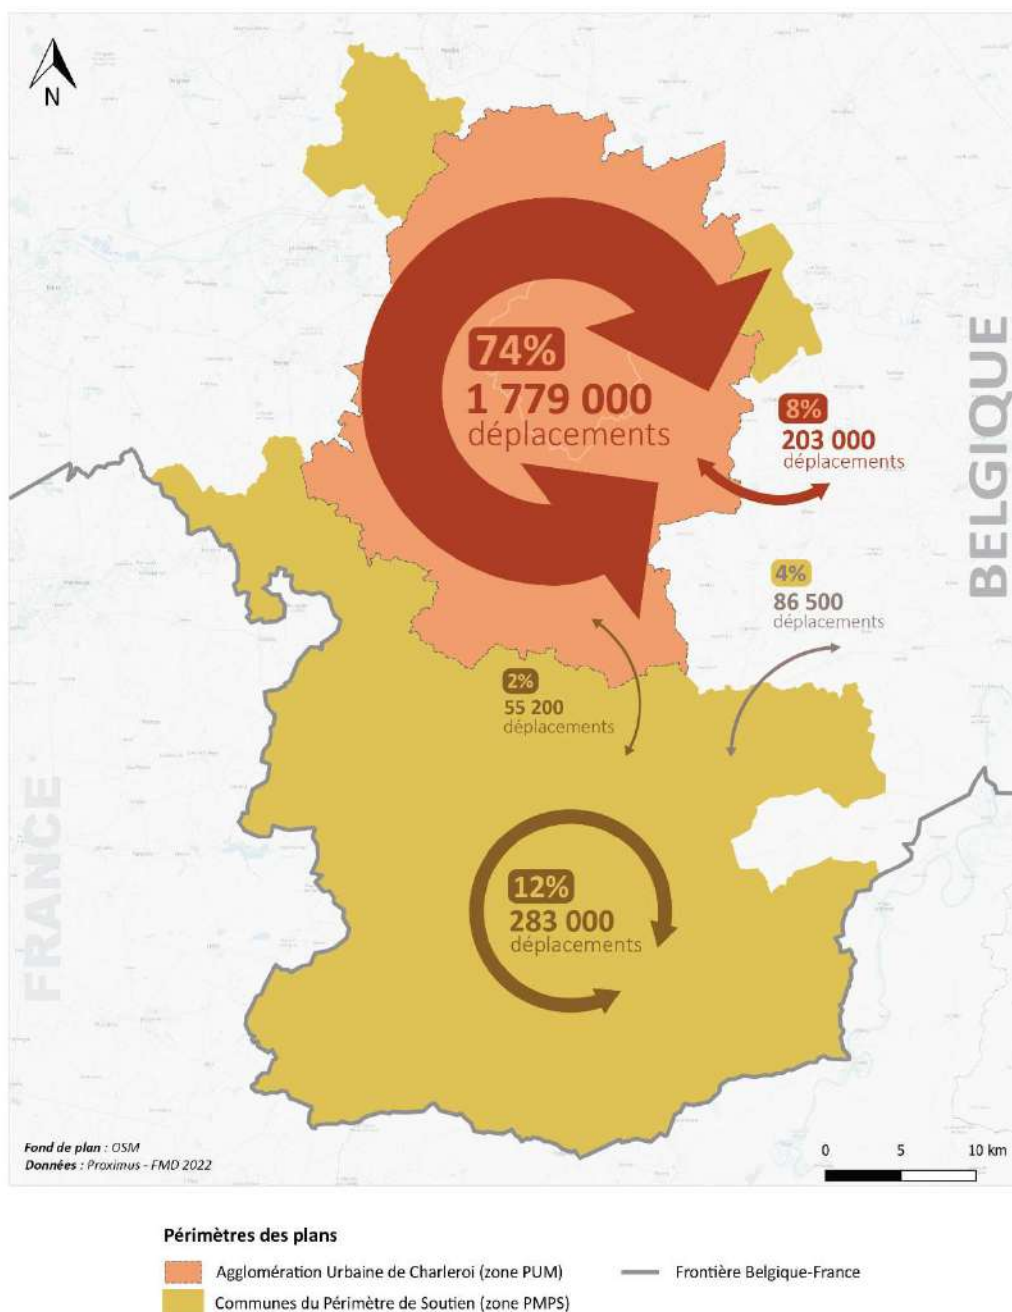 N
74%
1 779 000
déplacements
8%
203 000
déplacements
BELGIQUE
4%
86 500
déplacements
2%
55 200
déplacements
FRANCE
12%
283 000
déplacements
Fond de plan : OSM
Données : Proximus - FMD 2022
0 5 10 km
Périmètres des plans
Agglomération Urbaine de Charleroi (zone PUM)
Frontière Belgique-France
Communes du Périmètre de Soutien (zone PMPS)